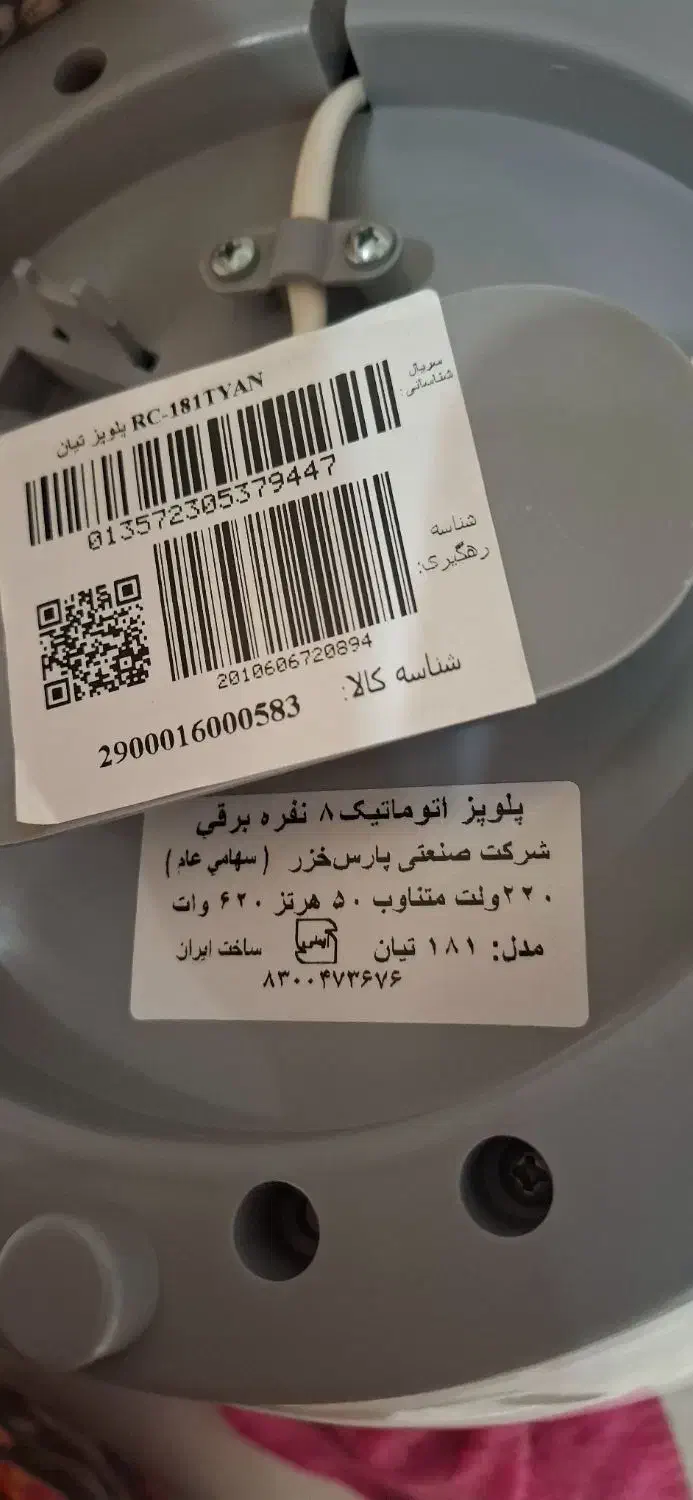 پلوپز تیان RC-181TYAN
سریال
شناسائی:
013572305379447
شناسه
رهگیری:
2010606720894
شناسه کالا:
2900016000583
پلوپز اتوماتیک ۸ نفره برقي
شرکت صنعتی پارس‌خزر (سهامي عام)
۲۲۰ولت متناوب ۵۰ هرتز ۶۲۰ وات
مدل: ۱۸۱ تیان ایمنی ساخت ایران
۸۳۰۰۴۷۳۶۷۶